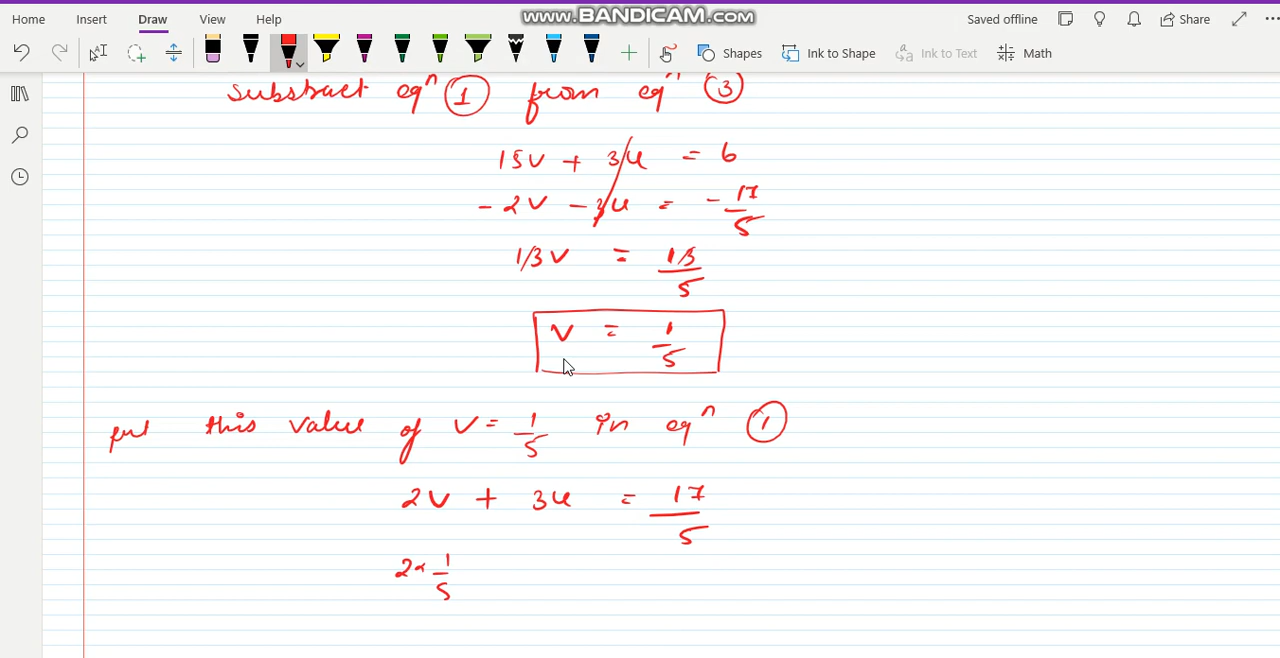 www.BANDICAM.com
Home Insert Draw View Help Saved offline Share
Shapes Ink to Shape Ink to Text Math
Substract eqⁿ ① from eqⁿ ③
15v + 3u = 6
- 2v - 3u = - 17/5
13v = 13/5
v = 1/5
put this value of v = 1/5 in eqⁿ ①
2v + 3u = 17/5
2 × 1/5